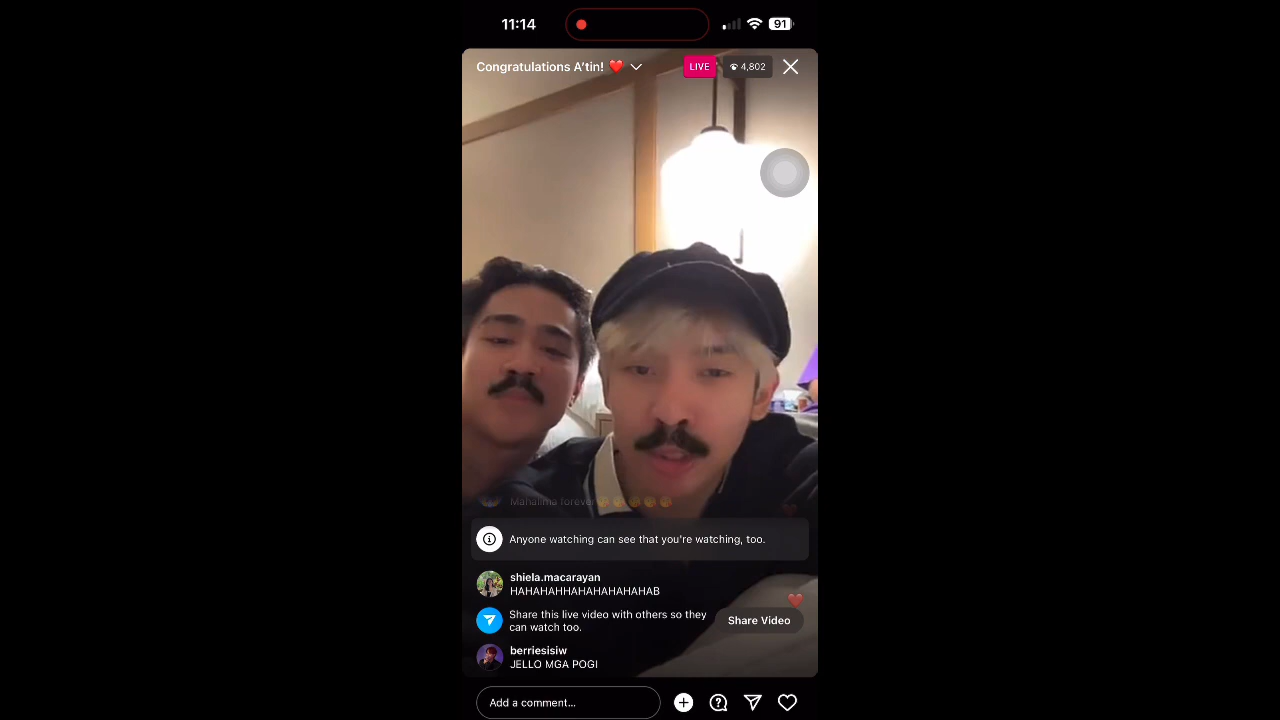 11:14
91
Congratulations A'tin! ❤️
LIVE
4,802
Mahalima forever
Anyone watching can see that you're watching, too.
shiela.macarayan
HAHAHAHHAHAHAHAHAHAB
Share this live video with others so they
can watch too.
Share Video
berriesisiw
JELLO MGA POGI
Add a comment...